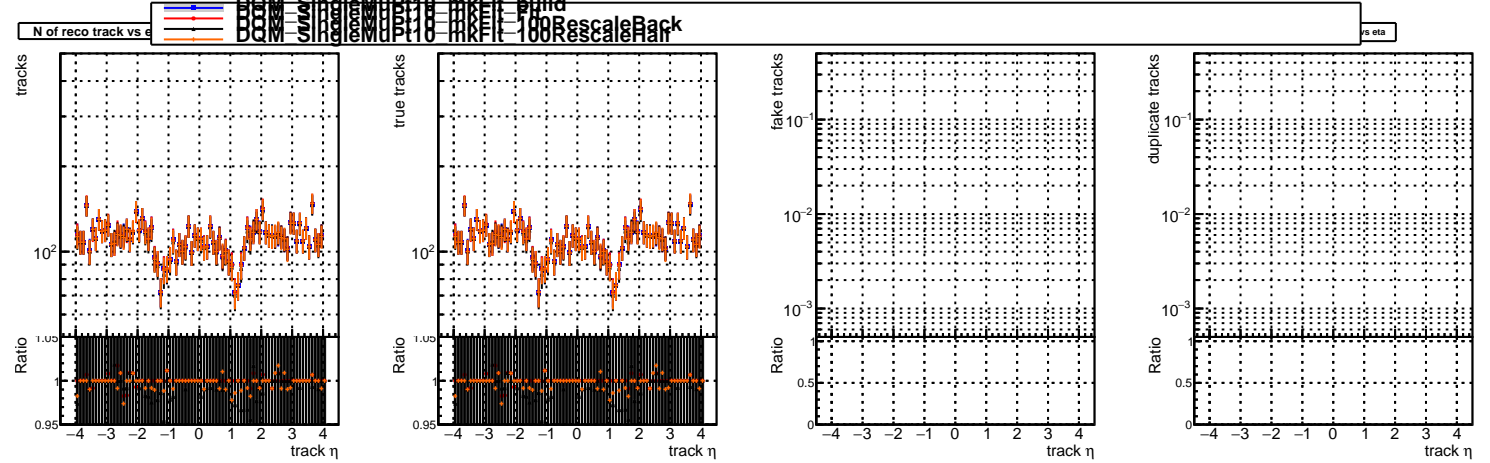 DQM_SingleMuPt10_mkFit_build
DQM_SingleMuPt10_mkFit_Fit
DQM_SingleMuPt10_mkFit_100RescaleBack
DQM_SingleMuPt10_mkFit_100RescaleHalf
N of reco track vs e
vs eta
tracks
10²
Ratio
1.05
1
0.95
−4 −3 −2 −1 0 1 2 3 4
track η
true tracks
10²
Ratio
1.05
1
0.95
−4 −3 −2 −1 0 1 2 3 4
track η
fake tracks
10⁻¹
10⁻²
10⁻³
Ratio
1
0.5
0
−4 −3 −2 −1 0 1 2 3 4
track η
duplicate tracks
10⁻¹
10⁻²
10⁻³
Ratio
1
0.5
0
−4 −3 −2 −1 0 1 2 3 4
track η